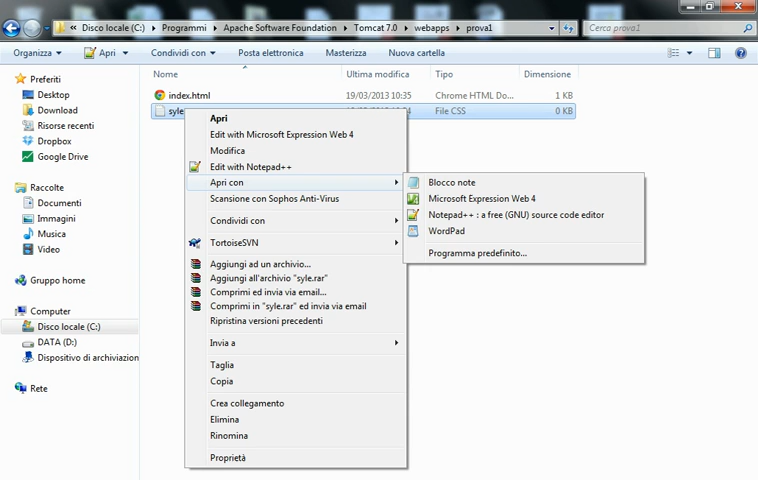 « Disco locale (C:) ▸ Programmi ▸ Apache Software Foundation ▸ Tomcat 7.0 ▸ webapps ▸ prova1
Cerca prova1
Organizza Apri Condividi con Posta elettronica Masterizza Nuova cartella
Nome Ultima modifica Tipo Dimensione
index.html 19/03/2013 10:35 Chrome HTML Do... 1 KB
syle File CSS 0 KB
Preferiti
Desktop
Download
Risorse recenti
Dropbox
Google Drive
Raccolte
Documenti
Immagini
Musica
Video
Gruppo home
Computer
Disco locale (C:)
DATA (D:)
Dispositivo di archiviazion
Rete
Apri
Edit with Microsoft Expression Web 4
Modifica
Edit with Notepad++
Apri con
Scansione con Sophos Anti-Virus
Condividi con
TortoiseSVN
Aggiungi ad un archivio...
Aggiungi all'archivio "syle.rar"
Comprimi ed invia via email...
Comprimi in "syle.rar" ed invia via email
Ripristina versioni precedenti
Invia a
Taglia
Copia
Crea collegamento
Elimina
Rinomina
Proprietà
Blocco note
Microsoft Expression Web 4
Notepad++ : a free (GNU) source code editor
WordPad
Programma predefinito...